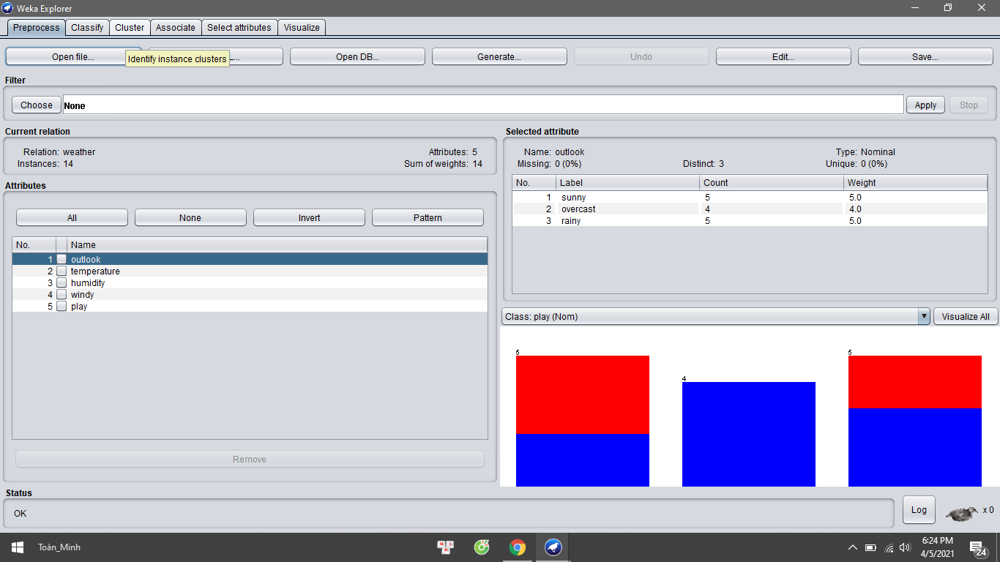 Weka Explorer
Preprocess Classify Cluster Associate Select attributes Visualize
Open file... L... Open DB... Generate... Undo Edit... Save...
Identify instance clusters
Filter
Choose None Apply Stop
Current relation
Relation: weather Attributes: 5
Instances: 14 Sum of weights: 14
Attributes
All None Invert Pattern
No. Name
1 outlook
2 temperature
3 humidity
4 windy
5 play
Remove
Selected attribute
Name: outlook Type: Nominal
Missing: 0 (0%) Distinct: 3 Unique: 0 (0%)
No. Label Count Weight
1 sunny 5 5.0
2 overcast 4 4.0
3 rainy 5 5.0
Class: play (Nom) Visualize All
5 4 5
Status
OK
Log x 0
Toàn_Minh
6:24 PM
4/5/2021
24